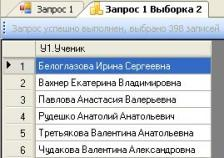 Запрос 1
Запрос 1 Выборка 2
Запрос успешно выполнен, выбрано 398 записей
У1.Ученик
1 Белоглазова Ирина Сергеевна
2 Вахнер Екатерина Владимировна
3 Павлова Анастасия Валерьевна
4 Рудешко Анатолий Анатольевич
5 Третьякова Валентина Анатольевна
6 Чудакова Валентина Александровна